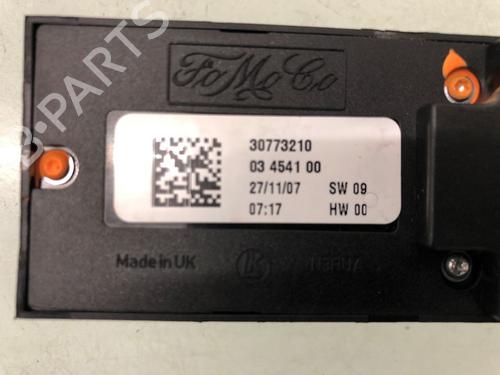 FoMoCo
30773210
03 4541 00
27/11/07 SW 09
07:17 HW 00
Made in UK
B-PARTS